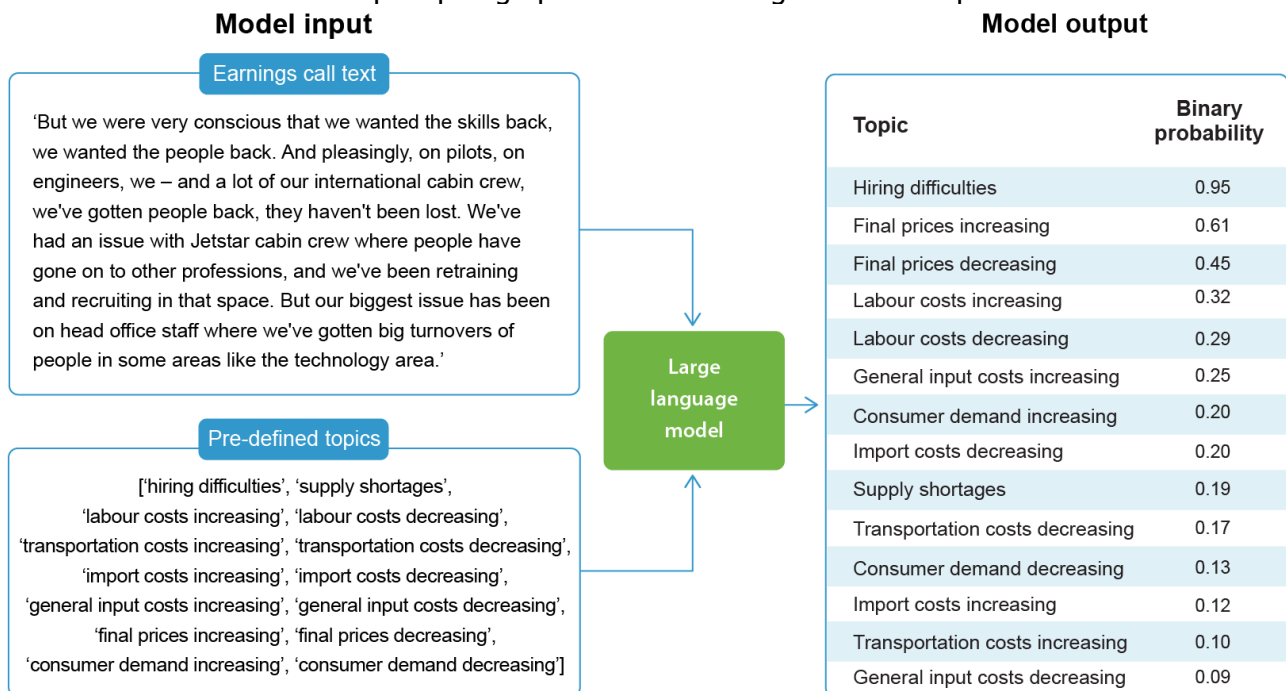 Model input
Model output
Earnings call text
‘But we were very conscious that we wanted the skills back,
we wanted the people back. And pleasingly, on pilots, on
engineers, we – and a lot of our international cabin crew,
we've gotten people back, they haven't been lost. We've
had an issue with Jetstar cabin crew where people have
gone on to other professions, and we've been retraining
and recruiting in that space. But our biggest issue has been
on head office staff where we've gotten big turnovers of
people in some areas like the technology area.’
Pre-defined topics
[‘hiring difficulties’, ‘supply shortages’,
‘labour costs increasing’, ‘labour costs decreasing’,
‘transportation costs increasing’, ‘transportation costs decreasing’,
‘import costs increasing’, ‘import costs decreasing’,
‘general input costs increasing’, ‘general input costs decreasing’,
‘final prices increasing’, ‘final prices decreasing’,
‘consumer demand increasing’, ‘consumer demand decreasing’]
Large
language
model
Topic Binary probability
Hiring difficulties 0.95
Final prices increasing 0.61
Final prices decreasing 0.45
Labour costs increasing 0.32
Labour costs decreasing 0.29
General input costs increasing 0.25
Consumer demand increasing 0.20
Import costs decreasing 0.20
Supply shortages 0.19
Transportation costs decreasing 0.17
Consumer demand decreasing 0.13
Import costs increasing 0.12
Transportation costs increasing 0.10
General input costs decreasing 0.09